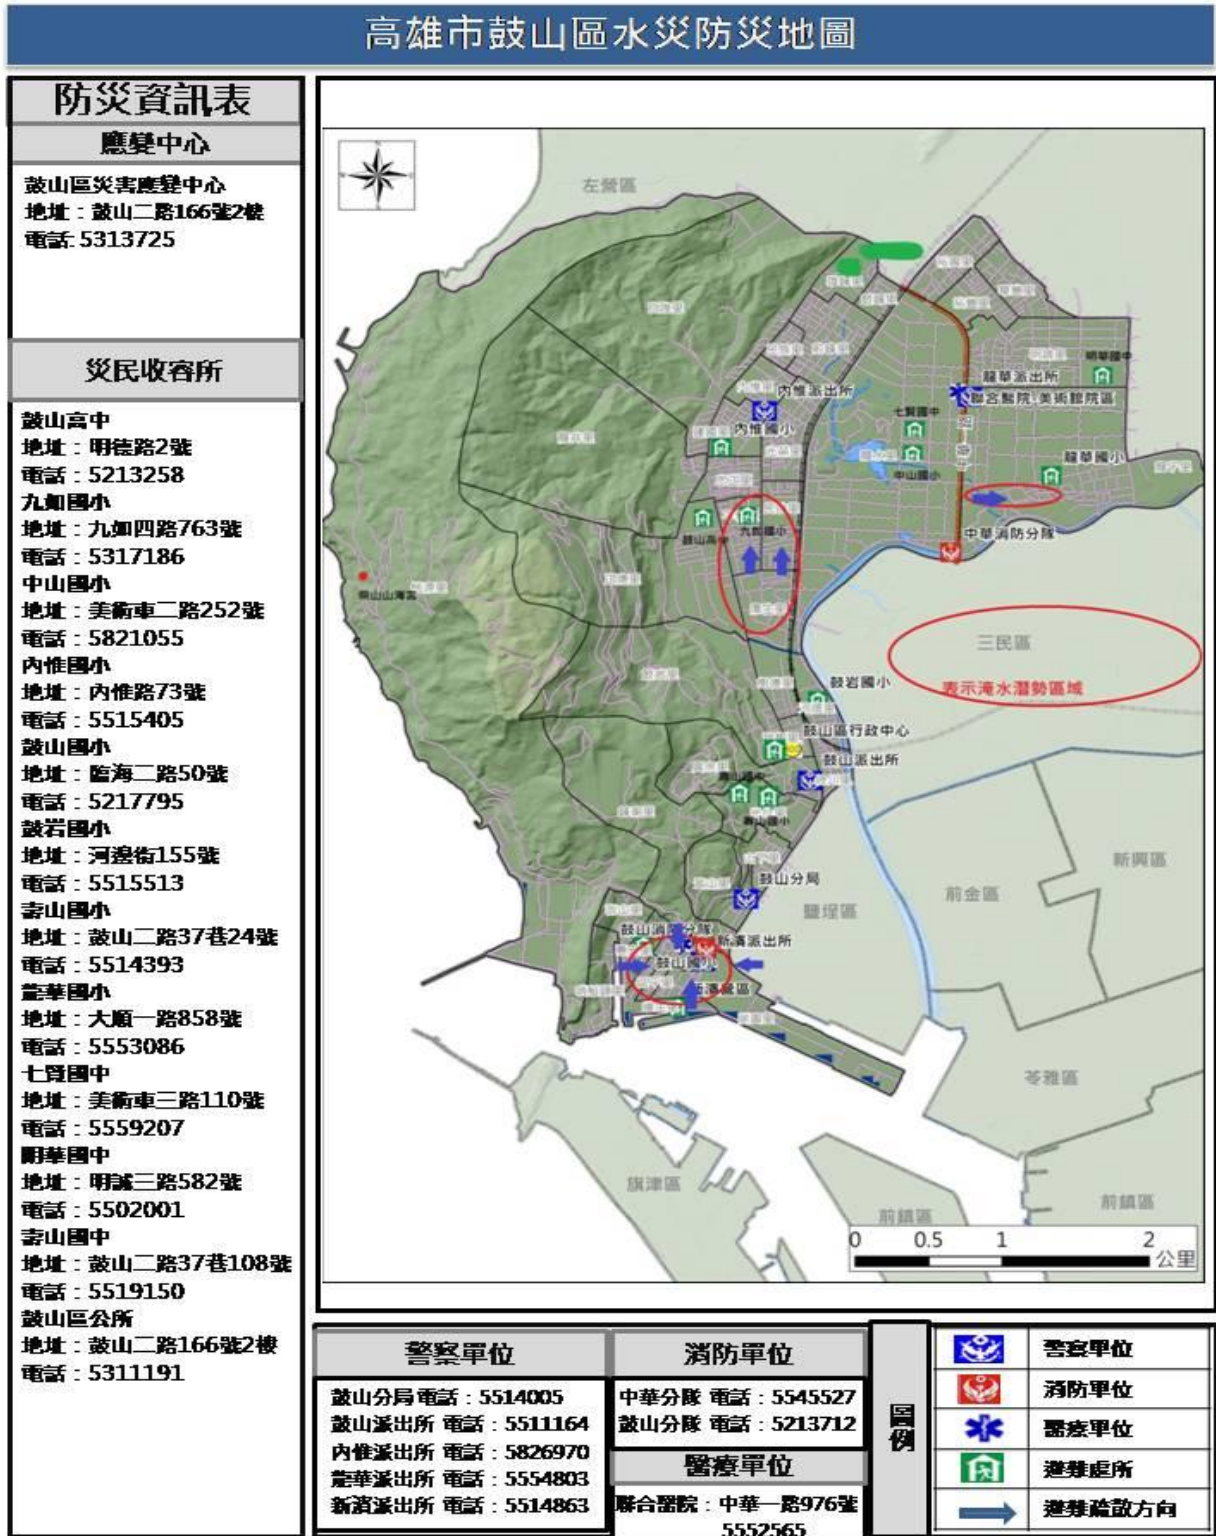 高雄市鼓山區水災防災地圖
防災資訊表
應變中心
鼓山區災害應變中心
地址：鼓山二路166號2樓
電話: 5313725
災民收容所
鼓山高中
地址：明德路2號
電話：5213258
九如國小
地址：九如四路763號
電話：5317186
中山國小
地址：美術東二路252號
電話：5821055
內惟國小
地址：內惟路73號
電話：5515405
鼓山國小
地址：臨海二路50號
電話：5217795
鼓岩國小
地址：河邊街155號
電話：5515513
壽山國小
地址：鼓山二路37巷24號
電話：5514393
龍華國小
地址：大順一路858號
電話：5553086
七賢國中
地址：美術東三路110號
電話：5559207
明華國中
地址：明誠三路582號
電話：5502001
壽山國中
地址：鼓山二路37巷108號
電話：5519150
鼓山區公所
地址：鼓山二路166號2樓
電話：5311191
左營區
明華國中
龍華派出所
內惟派出所
聯合醫院-美術館院區
七賢國中
內惟國小
龍水里
中山國小
龍華國小
九如國小
鼓山高中
中華消防分隊
柴山山海宮
三民區
表示淹水潛勢區域
鼓岩國小
鼓山區行政中心
鼓山派出所
壽山國中
壽山國小
鼓山分局
新興區
前金區
鹽埕區
鼓山消防分隊
新濱派出所
鼓山國小
新濱營區
苓雅區
旗津區
前鎮區
前鎮區
0 0.5 1 2
公里
警察單位
鼓山分局電話：5514005
鼓山派出所 電話：5511164
內惟派出所 電話：5826970
龍華派出所 電話：5554803
新濱派出所 電話：5514863
消防單位
中華分隊 電話：5545527
鼓山分隊 電話：5213712
醫療單位
聯合醫院：中華一路976號
5552565
圖例
警察單位
消防單位
醫療單位
避難處所
避難疏散方向